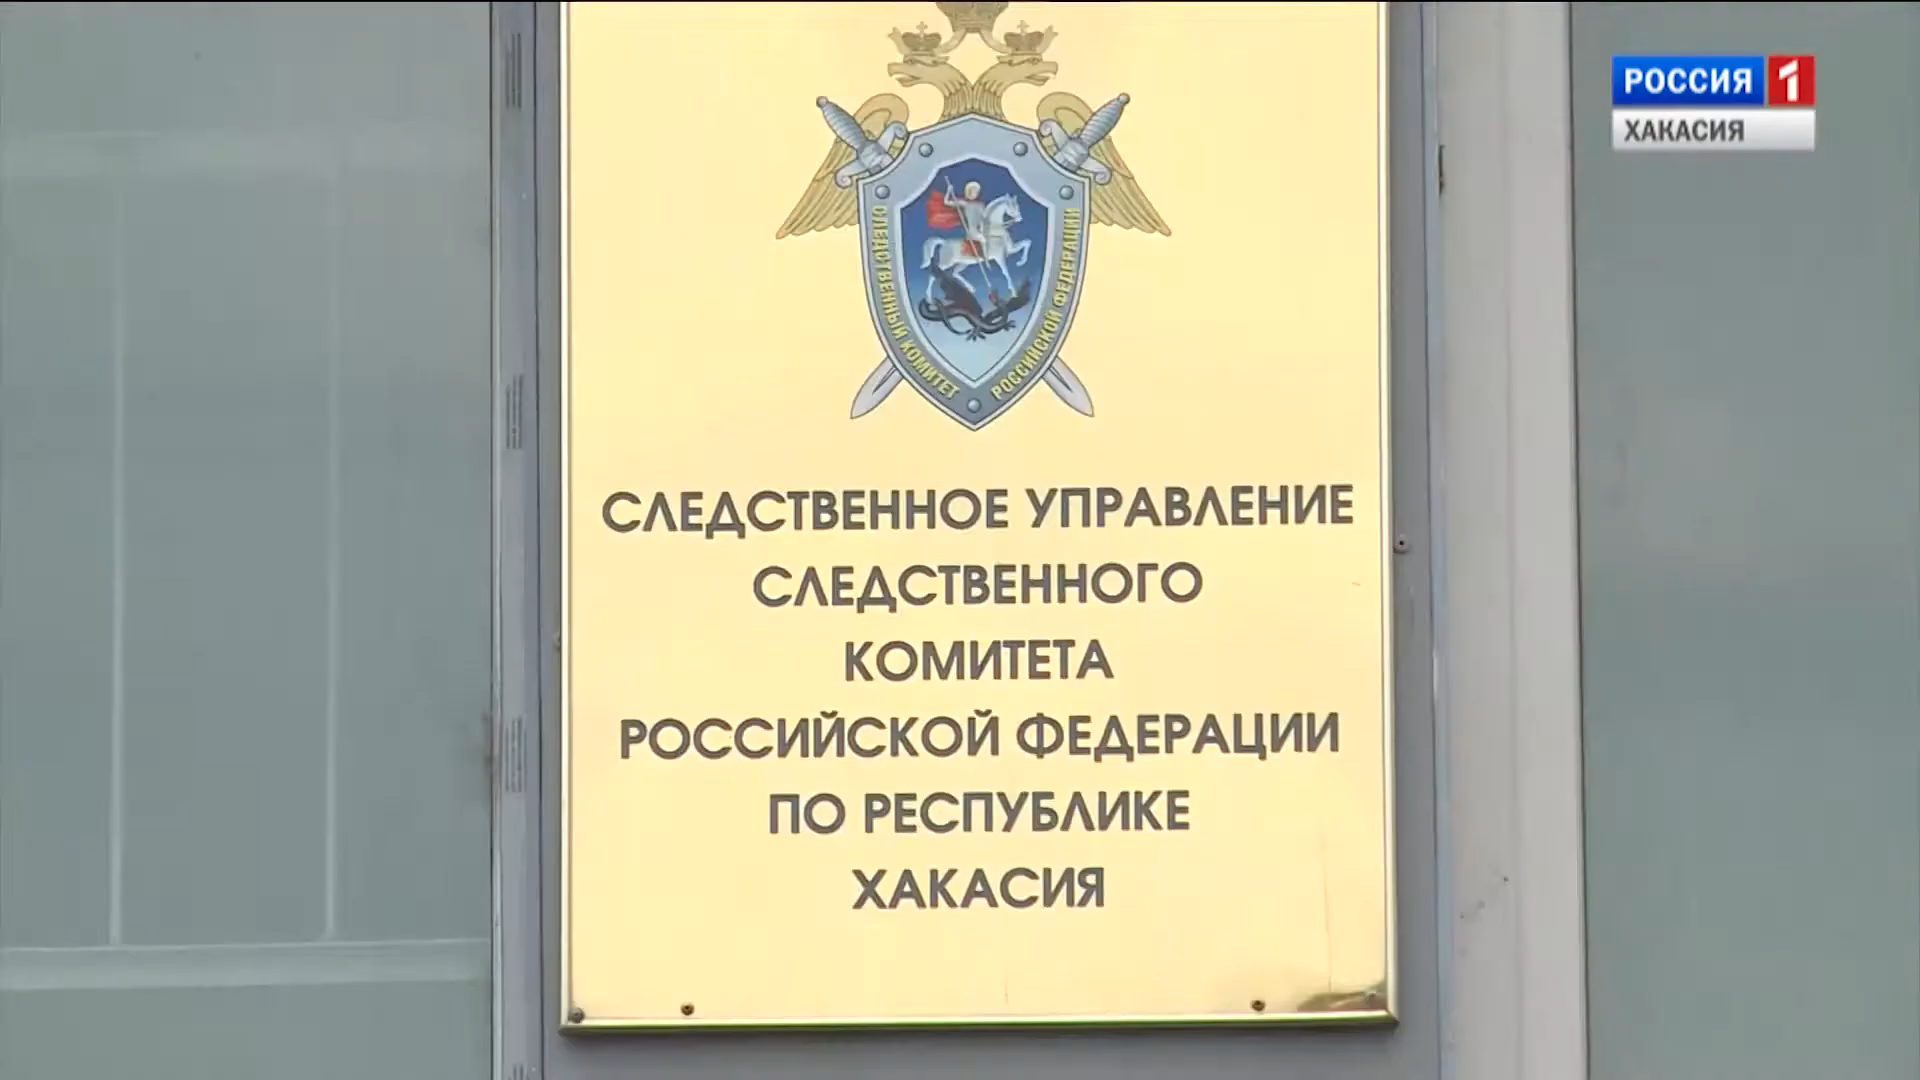 РОССИЯ 1
ХАКАСИЯ
СЛЕДСТВЕННЫЙ КОМИТЕТ
РОССИЙСКОЙ ФЕДЕРАЦИИ
СЛЕДСТВЕННОЕ УПРАВЛЕНИЕ
СЛЕДСТВЕННОГО
КОМИТЕТА
РОССИЙСКОЙ ФЕДЕРАЦИИ
ПО РЕСПУБЛИКЕ
ХАКАСИЯ